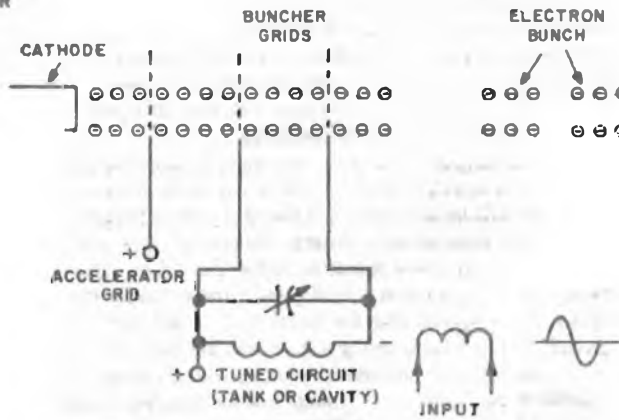 R
BUNCHER
GRIDS
ELECTRON
BUNCH
CATHODE
+
ACCELERATOR
GRID
-
+
TUNED CIRCUIT
(TANK OR CAVITY)
INPUT